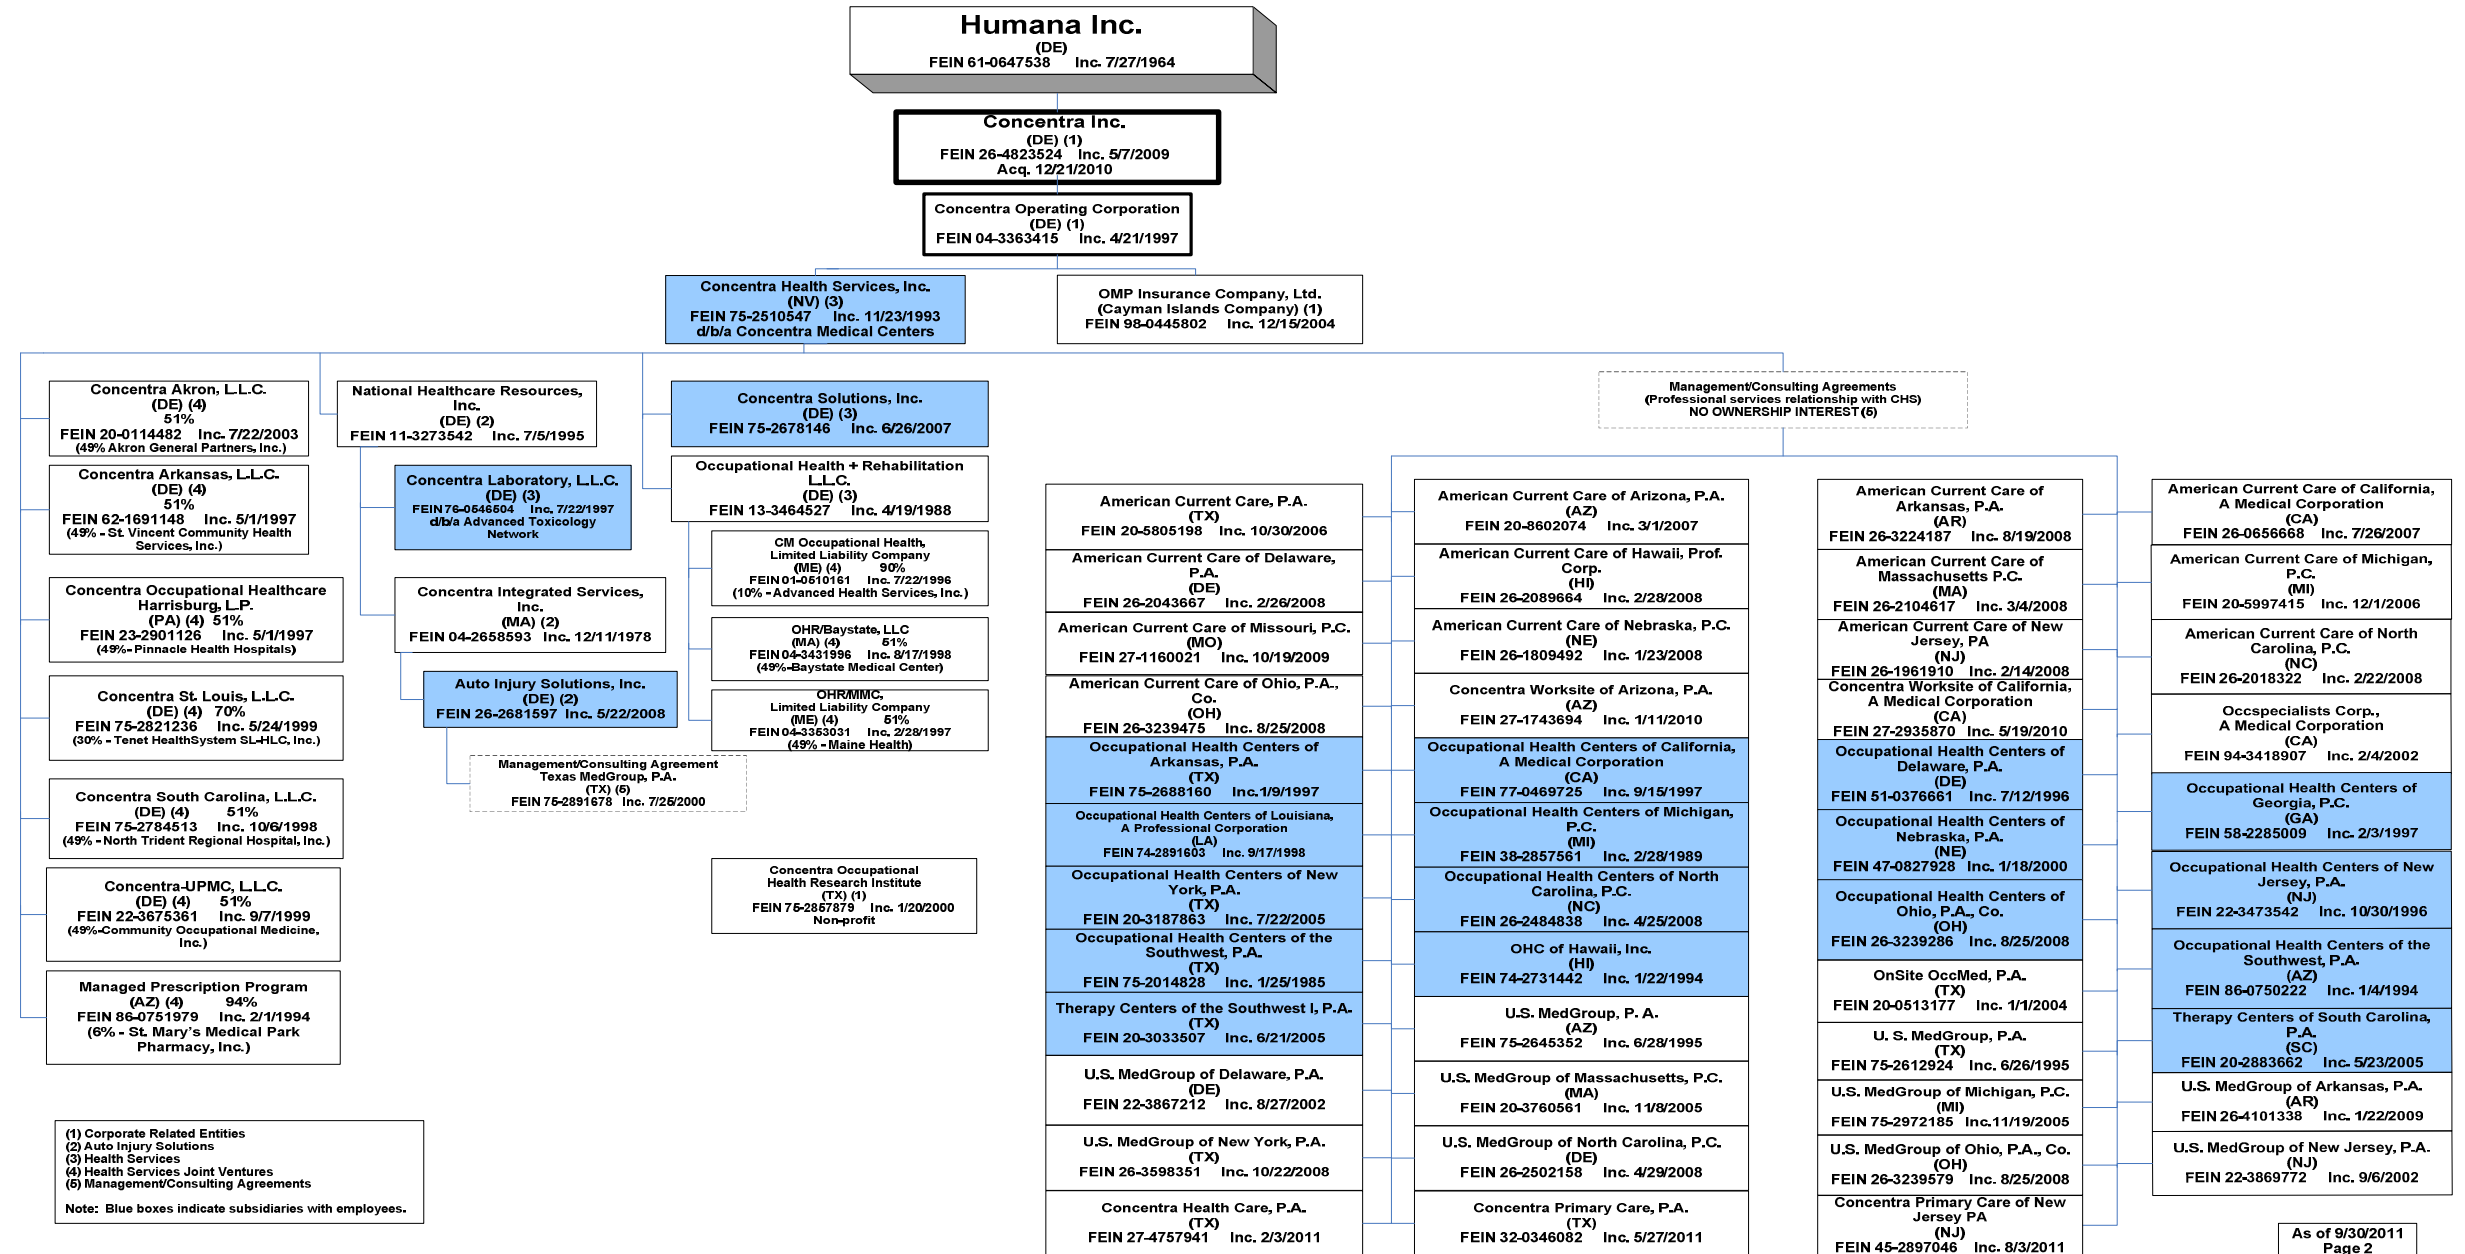 Humana Inc.
(DE)
FEIN 61-0647538 Inc. 7/27/1964
Concentra Inc.
(DE) (1)
FEIN 26-4823524 Inc. 5/7/2009
Acq. 12/21/2010
Concentra Operating Corporation
(DE) (1)
FEIN 04-3363415 Inc. 4/21/1997
Concentra Health Services, Inc.
(NV) (3)
FEIN 75-2510547 Inc. 11/23/1993
d/b/a Concentra Medical Centers
OMP Insurance Company, Ltd.
(Cayman Islands Company) (1)
FEIN 98-0445802 Inc. 12/15/2004
Concentra Akron, L.L.C.
(DE) (4)
51%
FEIN 20-0114482 Inc. 7/22/2003
(49% Akron General Partners, Inc.)
Concentra Arkansas, L.L.C.
(DE) (4)
51%
FEIN 62-1691148 Inc. 5/1/1997
(49% - St. Vincent Community Health
Services, Inc.)
Concentra Occupational Healthcare
Harrisburg, L.P.
(PA) (4) 51%
FEIN 23-2901126 Inc. 5/1/1997
(49%- Pinnacle Health Hospitals)
Concentra St. Louis, L.L.C.
(DE) (4) 70%
FEIN 75-2821236 Inc. 5/24/1999
(30% - Tenet HealthSystem SL-HLC, Inc.)
Concentra South Carolina, L.L.C.
(DE) (4) 51%
FEIN 75-2784513 Inc. 10/6/1998
(49% - North Trident Regional Hospital, Inc.)
Concentra-UPMC, L.L.C.
(DE) (4) 51%
FEIN 22-3675361 Inc. 9/7/1999
(49%-Community Occupational Medicine,
Inc.)
Managed Prescription Program
(AZ) (4) 94%
FEIN 86-0751979 Inc. 2/1/1994
(6% - St. Mary's Medical Park
Pharmacy, Inc.)
National Healthcare Resources,
Inc.
(DE) (2)
FEIN 11-3273542 Inc. 7/5/1995
Concentra Laboratory, L.L.C.
(DE) (3)
FEIN 76-0546504 Inc. 7/22/1997
d/b/a Advanced Toxicology
Network
Concentra Integrated Services,
Inc.
(MA) (2)
FEIN 04-2658593 Inc. 12/11/1978
Auto Injury Solutions, Inc.
(DE) (2)
FEIN 26-2681597 Inc. 5/22/2008
Management/Consulting Agreement
Texas MedGroup, P.A.
(TX) (5)
FEIN 75-2891678 Inc. 7/25/2000
Concentra Solutions, Inc.
(DE) (3)
FEIN 75-2678146 Inc. 6/26/2007
Occupational Health + Rehabilitation
L.L.C.
(DE) (3)
FEIN 13-3464527 Inc. 4/19/1988
CM Occupational Health,
Limited Liability Company
(ME) (4) 90%
FEIN 01-0510161 Inc. 7/22/1996
(10% - Advanced Health Services, Inc.)
OHR/Baystate, LLC
(MA) (4) 51%
FEIN 04-3431996 Inc. 8/17/1998
(49%-Baystate Medical Center)
OHR/MMC,
Limited Liability Company
(ME) (4) 51%
FEIN 04-3353031 Inc. 2/28/1997
(49% - Maine Health)
Concentra Occupational
Health Research Institute
(TX) (1)
FEIN 75-2857879 Inc. 1/20/2000
Non-profit
Management/Consulting Agreements
(Professional services relationship with CHS)
NO OWNERSHIP INTEREST (5)
American Current Care, P.A.
(TX)
FEIN 20-5805198 Inc. 10/30/2006
American Current Care of Delaware,
P.A.
(DE)
FEIN 26-2043667 Inc. 2/26/2008
American Current Care of Missouri, P.C.
(MO)
FEIN 27-1160021 Inc. 10/19/2009
American Current Care of Ohio, P.A.,
Co.
(OH)
FEIN 26-3239475 Inc. 8/25/2008
Occupational Health Centers of
Arkansas, P.A.
(TX)
FEIN 75-2688160 Inc.1/9/1997
Occupational Health Centers of Louisiana,
A Professional Corporation
(LA)
FEIN 74-2891603 Inc. 9/17/1998
Occupational Health Centers of New
York, P.A.
(TX)
FEIN 20-3187863 Inc. 7/22/2005
Occupational Health Centers of the
Southwest, P.A.
(TX)
FEIN 75-2014828 Inc. 1/25/1985
Therapy Centers of the Southwest I, P.A.
(TX)
FEIN 20-3033507 Inc. 6/21/2005
U.S. MedGroup of Delaware, P.A.
(DE)
FEIN 22-3867212 Inc. 8/27/2002
U.S. MedGroup of New York, P.A.
(TX)
FEIN 26-3598351 Inc. 10/22/2008
Concentra Health Care, P.A.
(TX)
FEIN 27-4757941 Inc. 2/3/2011
American Current Care of Arizona, P.A.
(AZ)
FEIN 20-8602074 Inc. 3/1/2007
American Current Care of Hawaii, Prof.
Corp.
(HI)
FEIN 26-2089664 Inc. 2/28/2008
American Current Care of Nebraska, P.C.
(NE)
FEIN 26-1809492 Inc. 1/23/2008
Concentra Worksite of Arizona, P.A.
(AZ)
FEIN 27-1743694 Inc. 1/11/2010
Occupational Health Centers of California,
A Medical Corporation
(CA)
FEIN 77-0469725 Inc. 9/15/1997
Occupational Health Centers of Michigan,
P.C.
(MI)
FEIN 38-2857561 Inc. 2/28/1989
Occupational Health Centers of North
Carolina, P.C.
(NC)
FEIN 26-2484838 Inc. 4/25/2008
OHC of Hawaii, Inc.
(HI)
FEIN 74-2731442 Inc. 1/22/1994
U.S. MedGroup, P. A.
(AZ)
FEIN 75-2645352 Inc. 6/28/1995
U.S. MedGroup of Massachusetts, P.C.
(MA)
FEIN 20-3760561 Inc. 11/8/2005
U.S. MedGroup of North Carolina, P.C.
(DE)
FEIN 26-2502158 Inc. 4/29/2008
Concentra Primary Care, P.A.
(TX)
FEIN 32-0346082 Inc. 5/27/2011
American Current Care of
Arkansas, P.A.
(AR)
FEIN 26-3224187 Inc. 8/19/2008
American Current Care of
Massachusetts P.C.
(MA)
FEIN 26-2104617 Inc. 3/4/2008
American Current Care of New
Jersey, PA
(NJ)
FEIN 26-1961910 Inc. 2/14/2008
Concentra Worksite of California,
A Medical Corporation
(CA)
FEIN 27-2935870 Inc. 5/19/2010
Occupational Health Centers of
Delaware, P.A.
(DE)
FEIN 51-0376661 Inc. 7/12/1996
Occupational Health Centers of
Nebraska, P.A.
(NE)
FEIN 47-0827928 Inc. 1/18/2000
Occupational Health Centers of
Ohio, P.A., Co.
(OH)
FEIN 26-3239286 Inc. 8/25/2008
OnSite OccMed, P.A.
(TX)
FEIN 20-0513177 Inc. 1/1/2004
U. S. MedGroup, P.A.
(TX)
FEIN 75-2612924 Inc. 6/26/1995
U.S. MedGroup of Michigan, P.C.
(MI)
FEIN 75-2972185 Inc.11/19/2005
U.S. MedGroup of Ohio, P.A., Co.
(OH)
FEIN 26-3239579 Inc. 8/25/2008
Concentra Primary Care of New
Jersey PA
(NJ)
FEIN 45-2897046 Inc. 8/3/2011
American Current Care of California,
A Medical Corporation
(CA)
FEIN 26-0656668 Inc. 7/26/2007
American Current Care of Michigan,
P.C.
(MI)
FEIN 20-5997415 Inc. 12/1/2006
American Current Care of North
Carolina, P.C.
(NC)
FEIN 26-2018322 Inc. 2/22/2008
Occspecialists Corp.,
A Medical Corporation
(CA)
FEIN 94-3418907 Inc. 2/4/2002
Occupational Health Centers of
Georgia, P.C.
(GA)
FEIN 58-2285009 Inc. 2/3/1997
Occupational Health Centers of New
Jersey, P.A.
(NJ)
FEIN 22-3473542 Inc. 10/30/1996
Occupational Health Centers of the
Southwest, P.A.
(AZ)
FEIN 86-0750222 Inc. 1/4/1994
Therapy Centers of South Carolina,
P.A.
(SC)
FEIN 20-2883662 Inc. 5/23/2005
U.S. MedGroup of Arkansas, P.A.
(AR)
FEIN 26-4101338 Inc. 1/22/2009
U.S. MedGroup of New Jersey, P.A.
(NJ)
FEIN 22-3869772 Inc. 9/6/2002
(1) Corporate Related Entities
(2) Auto Injury Solutions
(3) Health Services
(4) Health Services Joint Ventures
(5) Management/Consulting Agreements
Note: Blue boxes indicate subsidiaries with employees.
As of 9/30/2011
Page 2